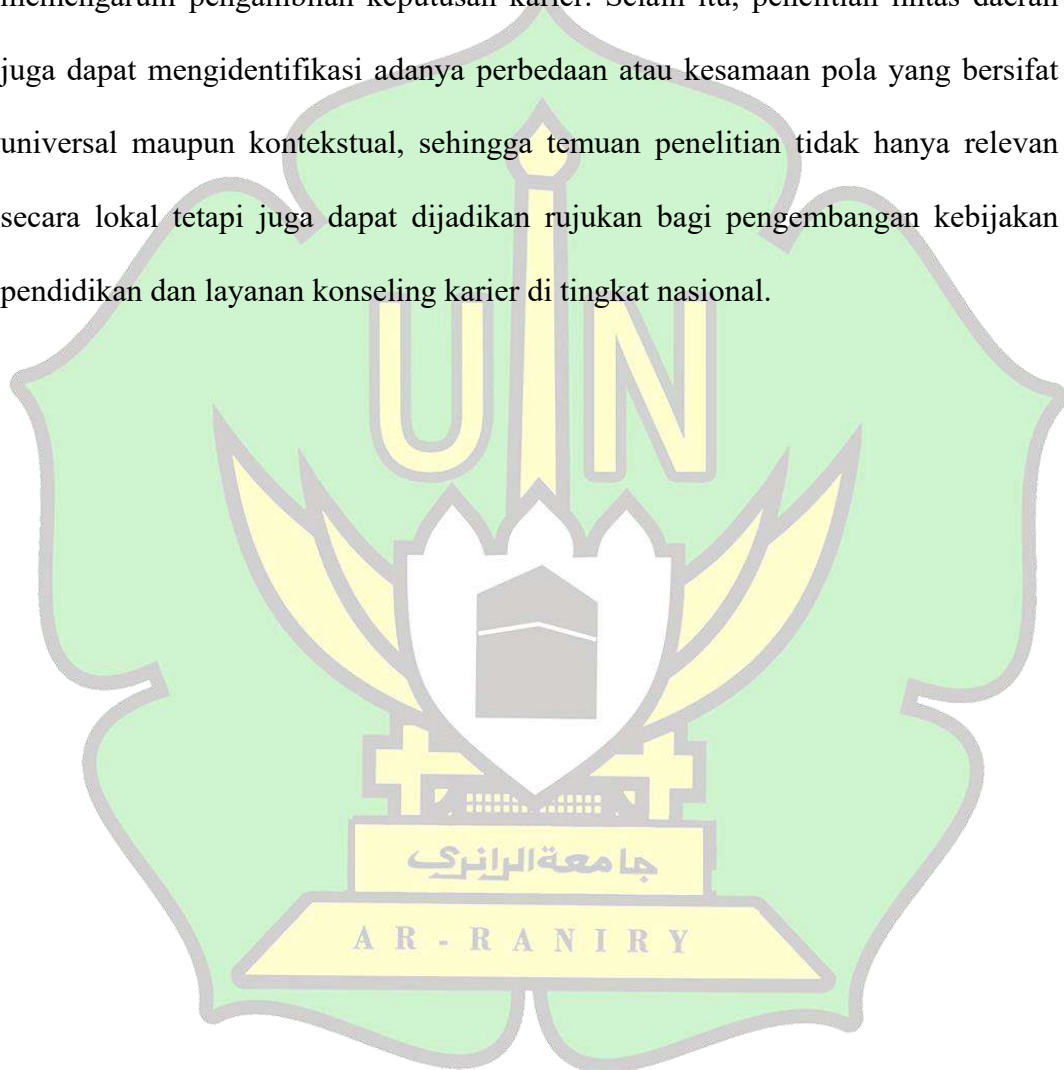 memengaruhi pengambilan keputusan karier. Selain itu, penelitian lintas daerah
juga dapat mengidentifikasi adanya perbedaan atau kesamaan pola yang bersifat
universal maupun kontekstual, sehingga temuan penelitian tidak hanya relevan
secara lokal tetapi juga dapat dijadikan rujukan bagi pengembangan kebijakan
pendidikan dan layanan konseling karier di tingkat nasional.
UIN
جامعة الرانري
AR-RANIRY